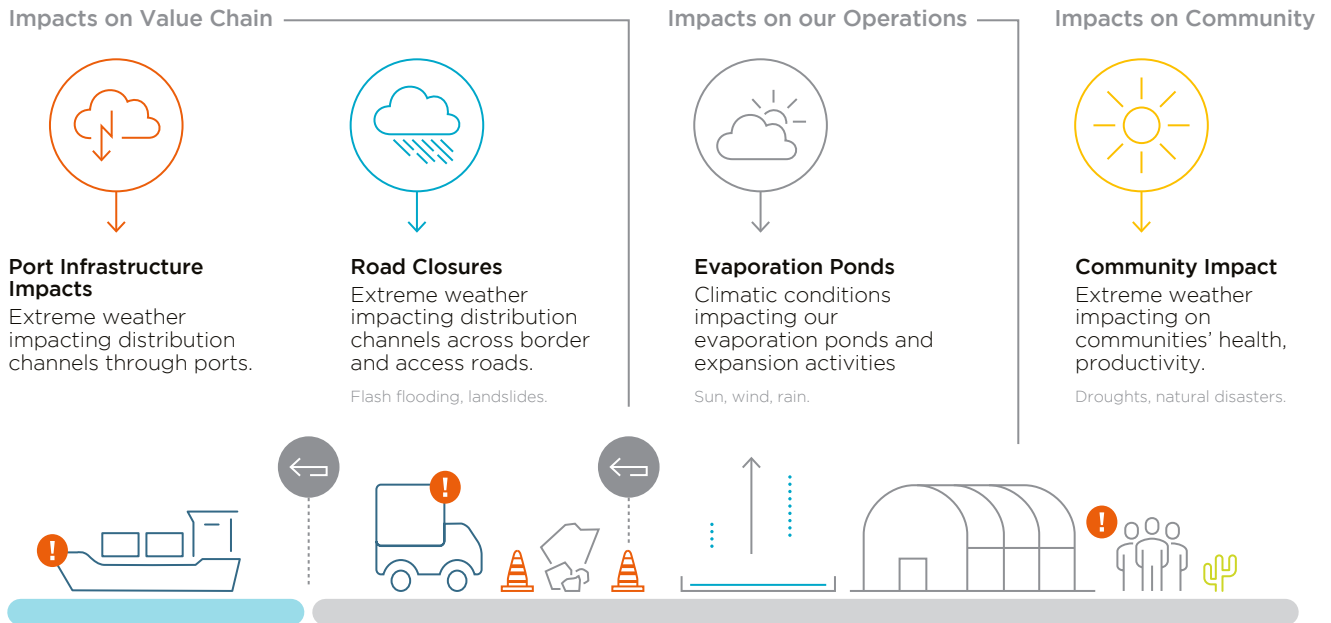 Impacts on Value Chain
Impacts on our Operations
Impacts on Community
Port Infrastructure
Impacts
Extreme weather
impacting distribution
channels through ports.
Road Closures
Extreme weather
impacting distribution
channels across border
and access roads.
Flash flooding, landslides.
Evaporation Ponds
Climatic conditions
impacting our
evaporation ponds and
expansion activities
Sun, wind, rain.
Community Impact
Extreme weather
impacting on
communities’ health,
productivity.
Droughts, natural disasters.
!
!
!